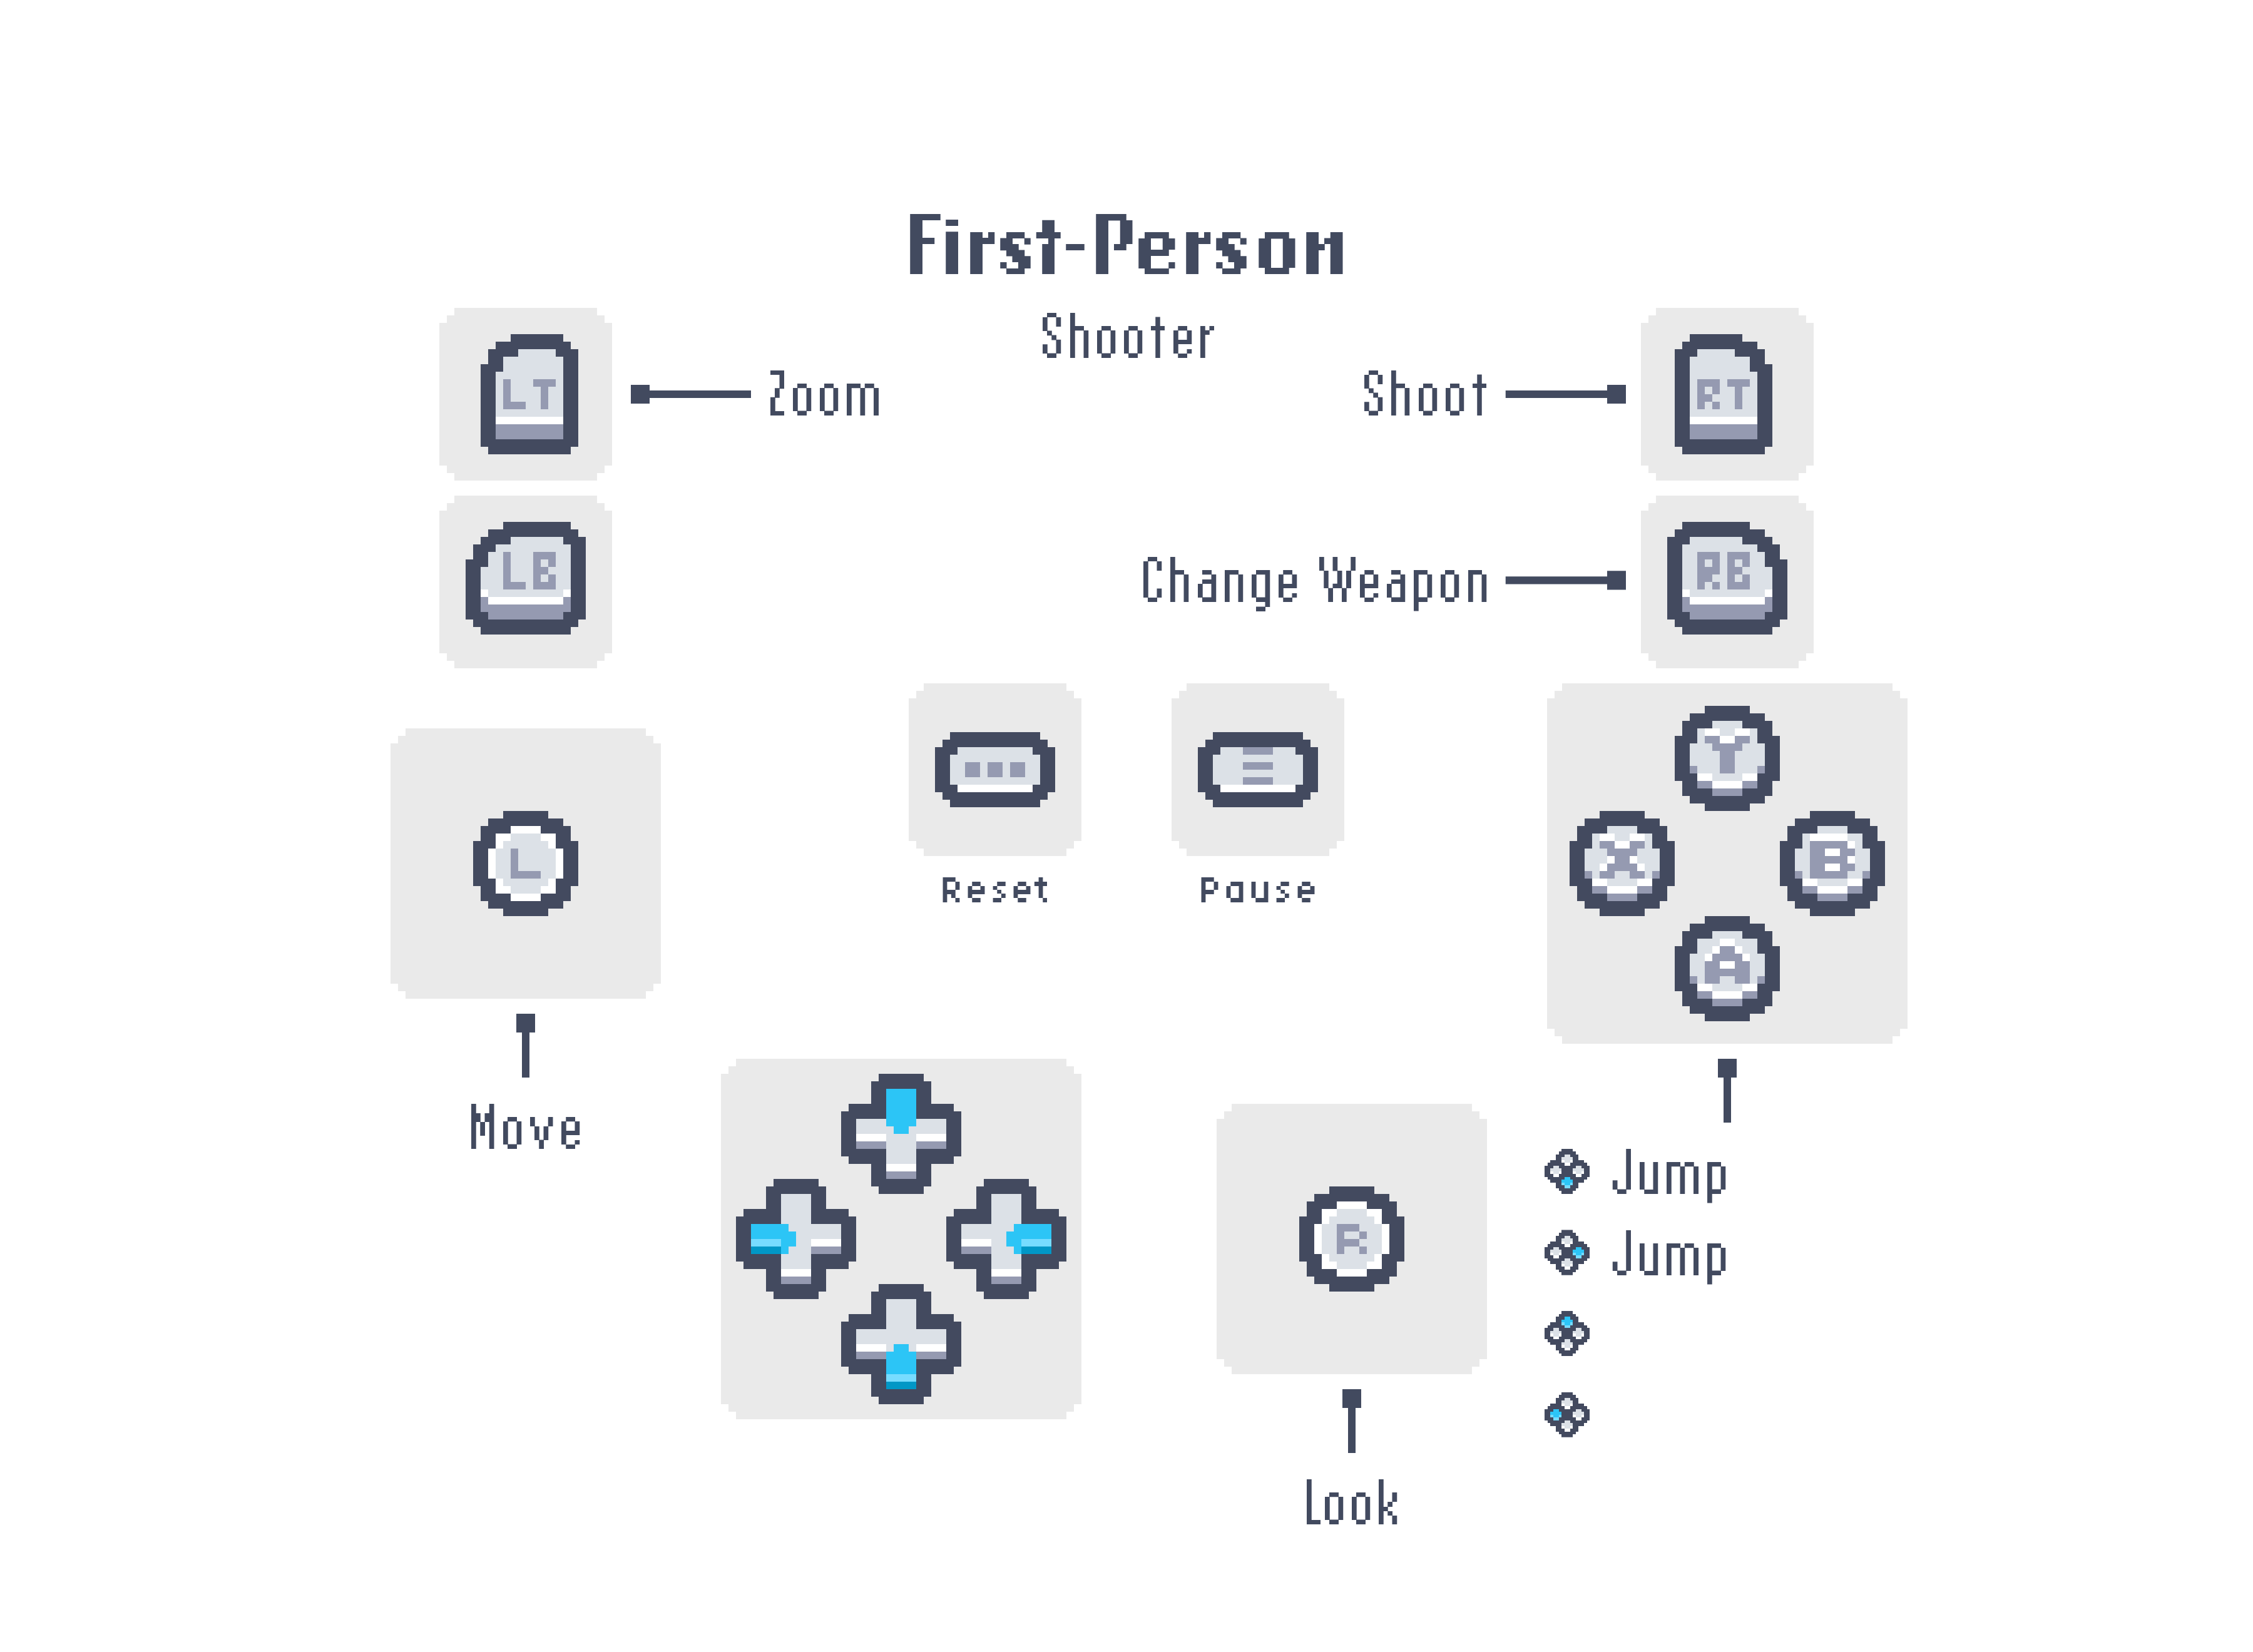 First-Person
Shooter
LT
Zoom
Shoot
RT
LB
Change Weapon
RB
Y
X
B
A
L
Reset
Pause
Move
R
Jump
Jump
Look